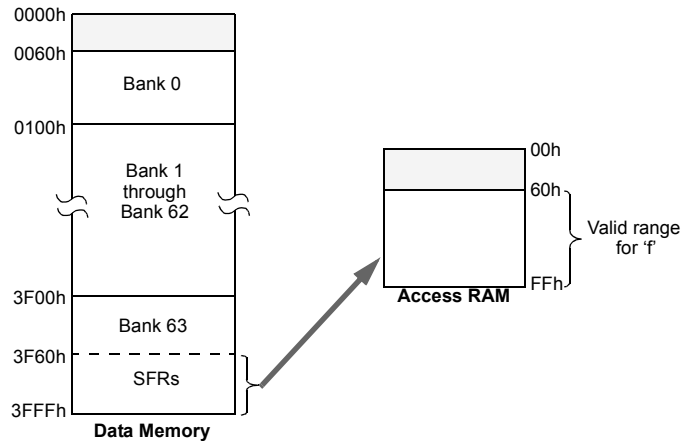 0000h
0060h
Bank 0
0100h
Bank 1
through
Bank 62
3F00h
Bank 63
3F60h
SFRs
3FFFh
Data Memory
00h
60h
Valid range
for ‘f’
FFh
Access RAM